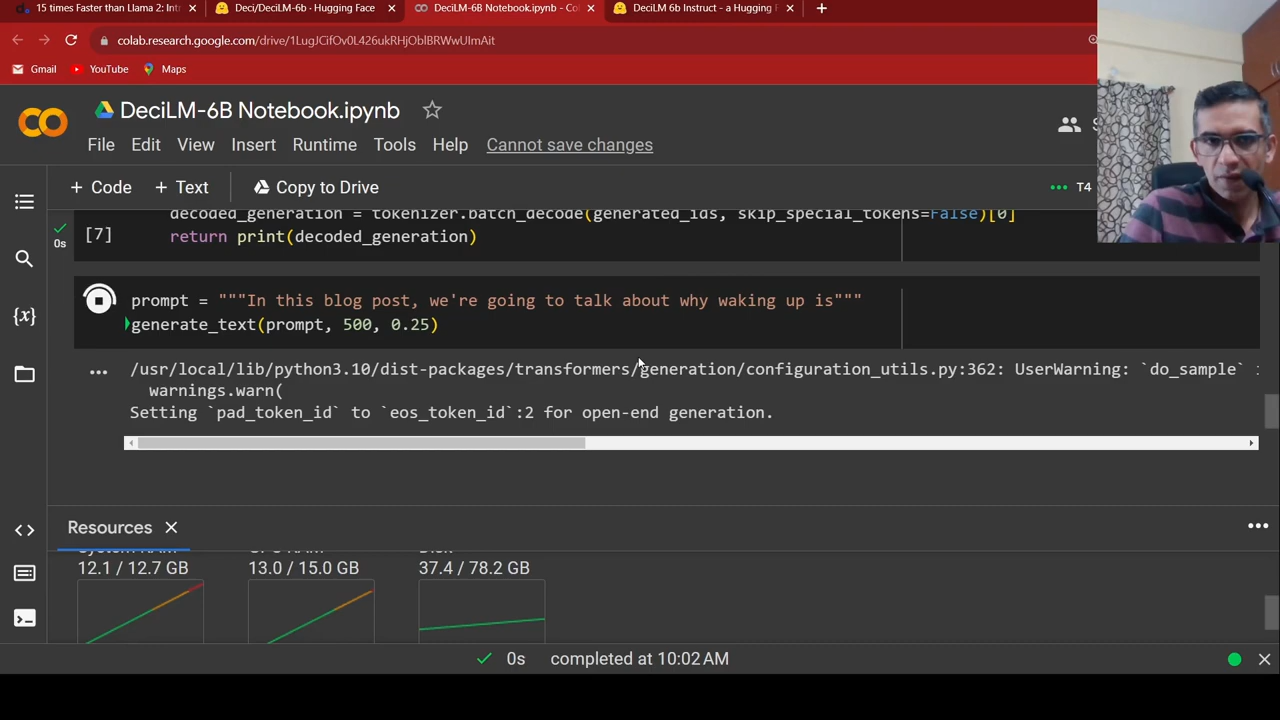 15 times Faster than Llama 2: Int
Deci/DeciLM-6b · Hugging Face
DeciLM-6B Notebook.ipynb - Co
DeciLM 6b Instruct - a Hugging F
colab.research.google.com/drive/1LugJCifOv0L426ukRHjOblBRWwUImAit
Gmail
YouTube
Maps
DeciLM-6B Notebook.ipynb
File
Edit
View
Insert
Runtime
Tools
Help
Cannot save changes
+ Code
+ Text
Copy to Drive
T4
decoded_generation = tokenizer.batch_decode(generated_ids, skip_special_tokens=False)[0]
0s
[7]
return print(decoded_generation)
prompt = """In this blog post, we're going to talk about why waking up is"""
generate_text(prompt, 500, 0.25)
/usr/local/lib/python3.10/dist-packages/transformers/generation/configuration_utils.py:362: UserWarning: `do_sample`
warnings.warn(
Setting `pad_token_id` to `eos_token_id`:2 for open-end generation.
Resources
12.1 / 12.7 GB
13.0 / 15.0 GB
37.4 / 78.2 GB
0s completed at 10:02 AM